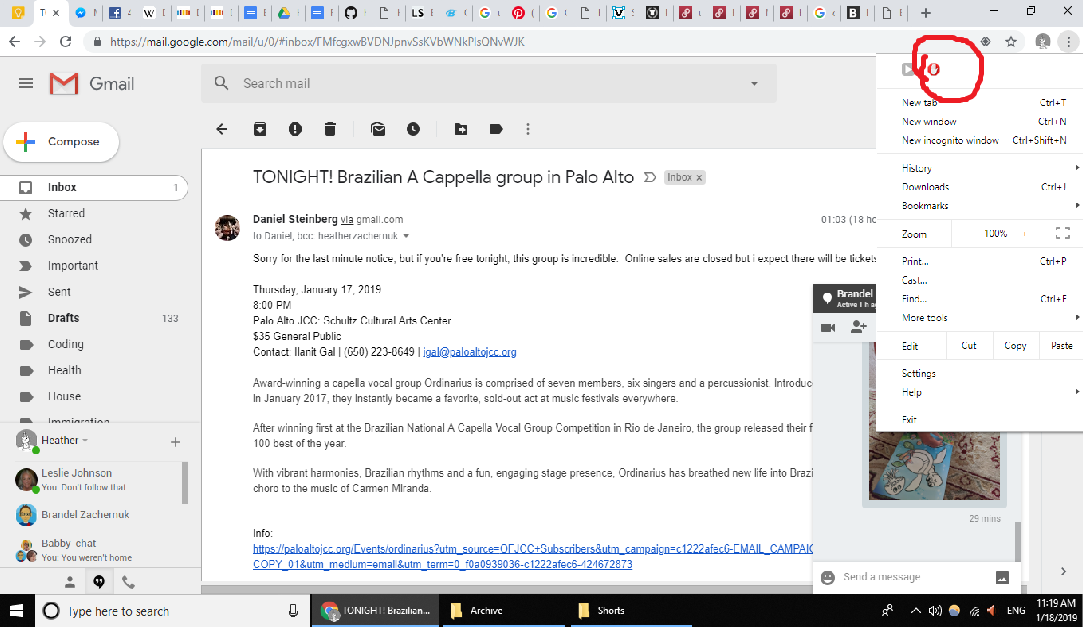 https://mail.google.com/mail/u/0/#inbox/FMfcgxwBVDNJpnvSsKVbWNkPlsQNvWJK
Gmail
Search mail
Compose
Inbox 1
Starred
Snoozed
Important
Sent
Drafts 133
Coding
Health
House
Immigration
Heather
Leslie Johnson
You: Don't follow that
Brandel Zachernuk
Babby chat
You: You weren't home
TONIGHT! Brazilian A Cappella group in Palo Alto
Inbox x
Daniel Steinberg via gmail.com
01:03 (18 ho
to Daniel, bcc: heatherzachernuk
Sorry for the last minute notice, but if you're free tonight, this group is incredible. Online sales are closed but i expect there will be tickets
Thursday, January 17, 2019
8:00 PM
Palo Alto JCC: Schultz Cultural Arts Center
$35 General Public
Contact: Ilanit Gal | (650) 223-8649 | igal@paloaltojcc.org
Award-winning a capella vocal group Ordinarius is comprised of seven members, six singers and a percussionist. Introduc
In January 2017, they instantly became a favorite, sold-out act at music festivals everywhere.
After winning first at the Brazilian National A Capella Vocal Group Competition in Rio de Janeiro, the group released their f
100 best of the year.
With vibrant harmonies, Brazilian rhythms and a fun, engaging stage presence, Ordinarius has breathed new life into Brazi
choro to the music of Carmen Miranda.
Info:
https://paloaltojcc.org/Events/ordinarius?utm_source=OFJCC+Subscribers&utm_campaign=c1222afec6-EMAIL_CAMPAIG
COPY_01&utm_medium=email&utm_term=0_f0a0939036-c1222afec6-424672873
Brandel
Active 1 h a
29 mins
Send a message
New tab Ctrl+T
New window Ctrl+N
New incognito window Ctrl+Shift+N
History
Downloads Ctrl+J
Bookmarks
Zoom 100%
Print... Ctrl+P
Cast...
Find... Ctrl+F
More tools
Edit Cut Copy Paste
Settings
Help
Exit
Type here to search
TONIGHT! Brazilian...
Archive
Shorts
ENG
11:19 AM
1/18/2019